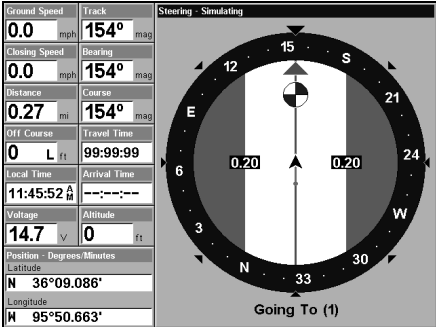 Ground Speed Track
0.0 mph 154° mag
Closing Speed Bearing
0.0 mph 154° mag
Distance Course
0.27 mi 154° mag
Off Course Travel Time
0 L ft 99:99:99
Local Time Arrival Time
11:45:52 AM --:--:--
Voltage Altitude
14.7 V 0 ft
Position - Degrees/Minutes
Latitude
N 36°09.086'
Longitude
W 95°50.663'
Steering - Simulating
15
12 S
E 21
6 0.20 0.20 24
3 W
N 30
33
Going To (1)